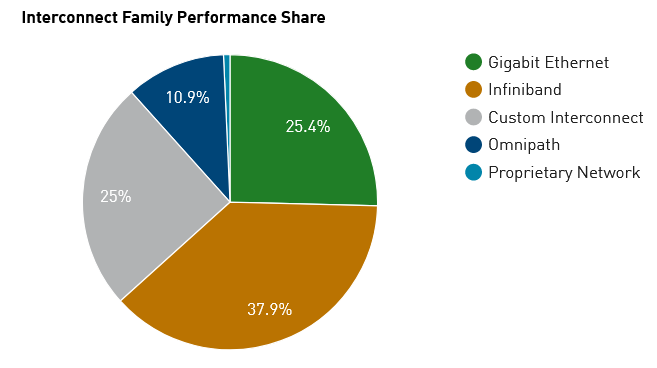 Interconnect Family Performance Share
Gigabit Ethernet
Infiniband
Custom Interconnect
Omnipath
Proprietary Network
10.9%
25.4%
25%
37.9%